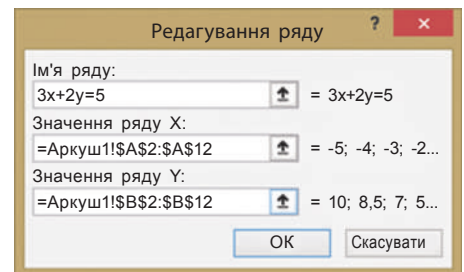 Редагування ряду ? ×
Ім'я ряду:
3x+2y=5 = 3x+2y=5
Значення ряду X:
=Аркуш1!$A$2:$A$12 = -5; -4; -3; -2...
Значення ряду Y:
=Аркуш1!$B$2:$B$12 = 10; 8,5; 7; 5...
ОК Скасувати